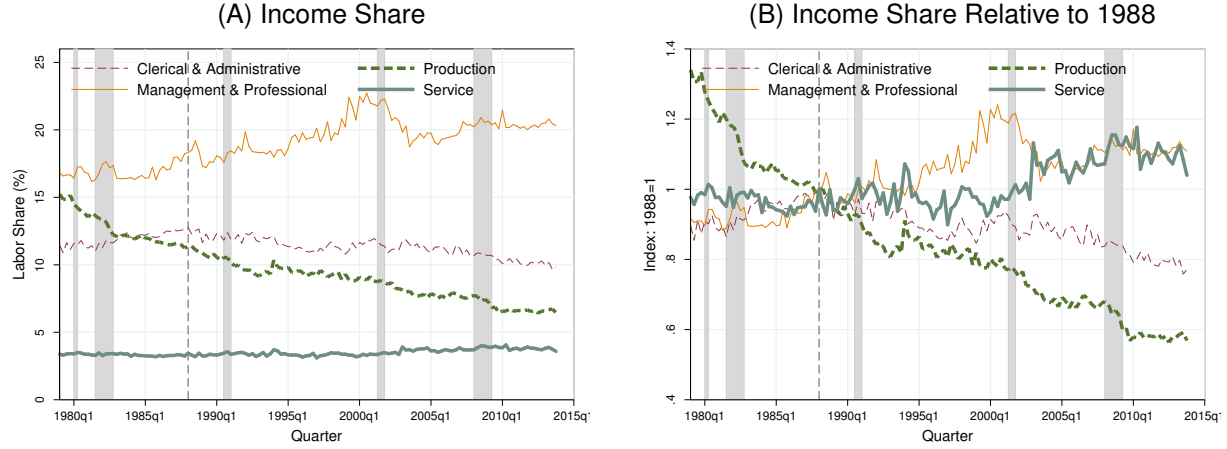 (A) Income Share
Clerical & Administrative
Production
Management & Professional
Service
Labor Share (%)
25
20
15
10
5
0
1980q1 1985q1 1990q1 1995q1 2000q1 2005q1 2010q1 2015q1
Quarter
(B) Income Share Relative to 1988
Clerical & Administrative
Production
Management & Professional
Service
Index: 1988=1
1.4
1.2
1
.8
.6
.4
1980q1 1985q1 1990q1 1995q1 2000q1 2005q1 2010q1 2015q1
Quarter